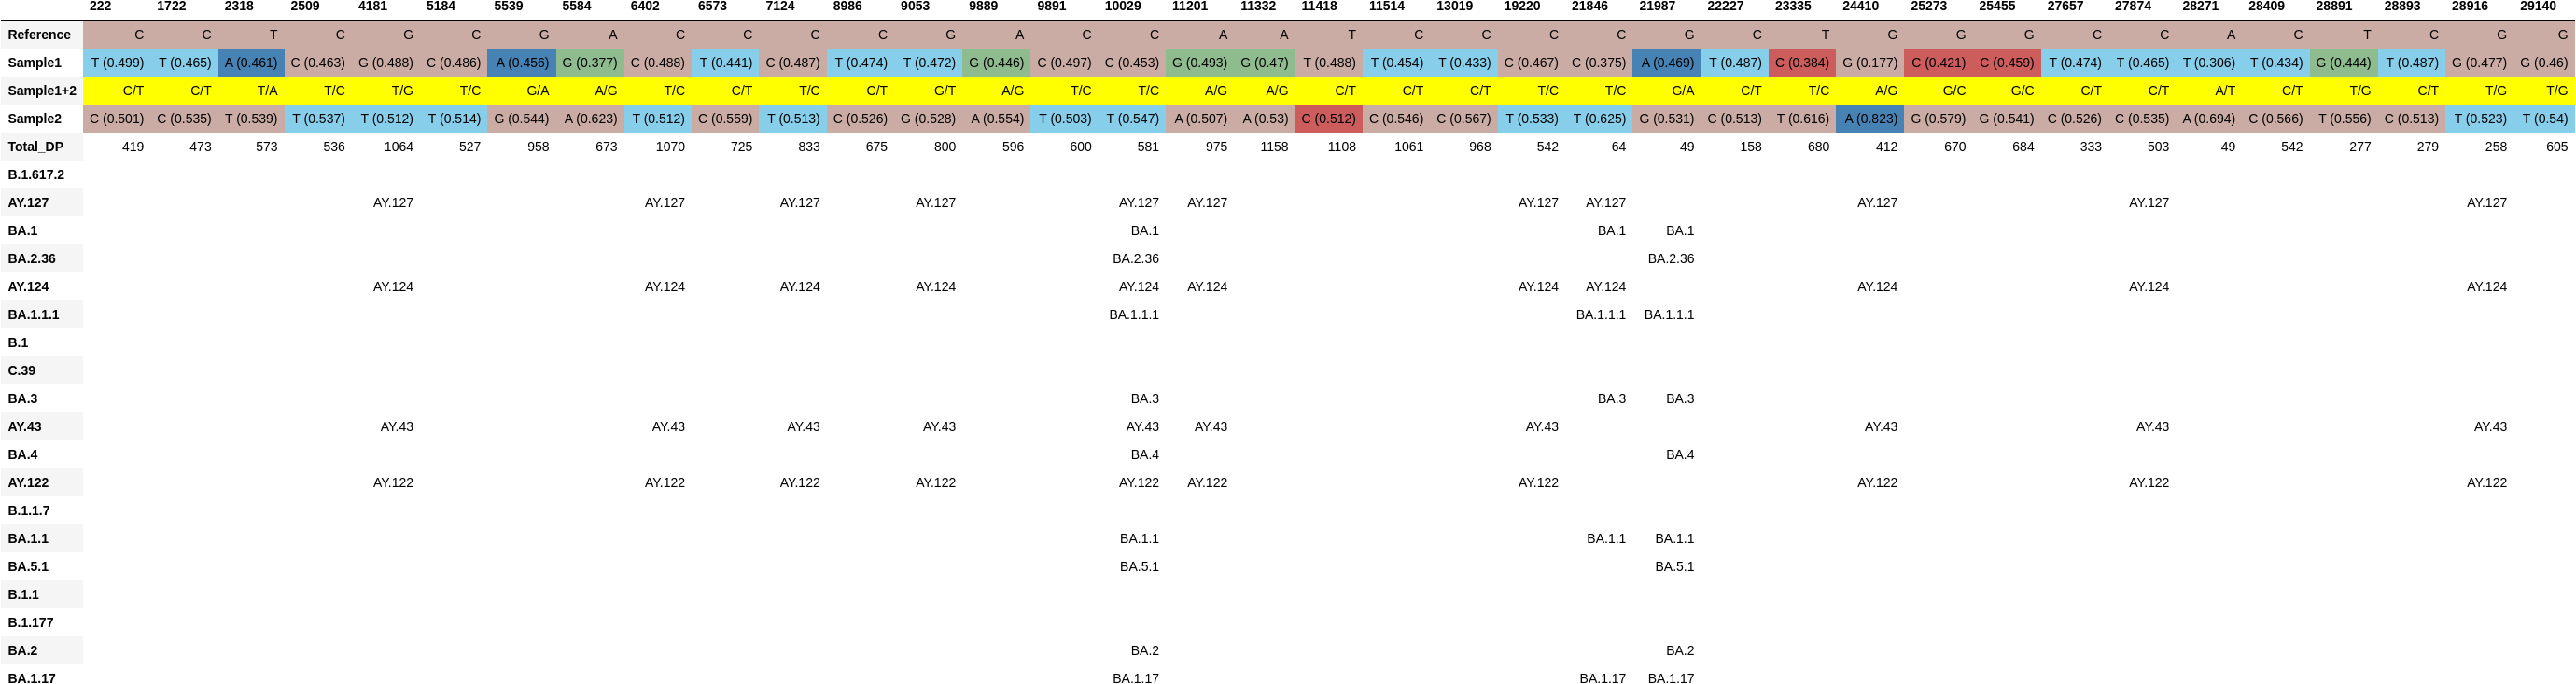 222 1722 2318 2509 4181 5184 5539 5584 6402 6573 7124 8986 9053 9889 9891 10029 11201 11332 11418 11514 13019 19220 21846 21987 22227 23335 24410 25273 25455 27657 27874 28271 28409 28891 28893 28916 29140
Reference C C T C G C G A C C C C G A C C A A T C C C C G C T G G G C C A C T C G G
Sample1 T (0.499) T (0.465) A (0.461) C (0.463) G (0.488) C (0.486) A (0.456) G (0.377) C (0.488) T (0.441) C (0.487) T (0.474) T (0.472) G (0.446) C (0.497) C (0.453) G (0.493) G (0.47) T (0.488) T (0.454) T (0.433) C (0.467) C (0.375) A (0.469) T (0.487) C (0.384) G (0.177) C (0.421) C (0.459) T (0.474) T (0.465) T (0.306) T (0.434) G (0.444) T (0.487) G (0.477) G (0.46)
Sample1+2 C/T C/T T/A T/C T/G T/C G/A A/G T/C C/T T/C C/T G/T A/G T/C T/C A/G A/G C/T C/T C/T T/C T/C G/A C/T T/C A/G G/C G/C C/T C/T A/T C/T T/G C/T T/G T/G
Sample2 C (0.501) C (0.535) T (0.539) T (0.537) T (0.512) T (0.514) G (0.544) A (0.623) T (0.512) C (0.559) T (0.513) C (0.526) G (0.528) A (0.554) T (0.503) T (0.547) A (0.507) A (0.53) C (0.512) C (0.546) C (0.567) T (0.533) T (0.625) G (0.531) C (0.513) T (0.616) A (0.823) G (0.579) G (0.541) C (0.526) C (0.535) A (0.694) C (0.566) T (0.556) C (0.513) T (0.523) T (0.54)
Total_DP 419 473 573 536 1064 527 958 673 1070 725 833 675 800 596 600 581 975 1158 1108 1061 968 542 64 49 158 680 412 670 684 333 503 49 542 277 279 258 605
B.1.617.2
AY.127 AY.127 AY.127 AY.127 AY.127 AY.127 AY.127 AY.127 AY.127 AY.127 AY.127 AY.127
BA.1 BA.1 BA.1 BA.1
BA.2.36 BA.2.36 BA.2.36
AY.124 AY.124 AY.124 AY.124 AY.124 AY.124 AY.124 AY.124 AY.124 AY.124 AY.124 AY.124
BA.1.1.1 BA.1.1.1 BA.1.1.1 BA.1.1.1
B.1
C.39
BA.3 BA.3 BA.3 BA.3
AY.43 AY.43 AY.43 AY.43 AY.43 AY.43 AY.43 AY.43 AY.43 AY.43 AY.43
BA.4 BA.4 BA.4
AY.122 AY.122 AY.122 AY.122 AY.122 AY.122 AY.122 AY.122 AY.122 AY.122 AY.122
B.1.1.7
BA.1.1 BA.1.1 BA.1.1 BA.1.1
BA.5.1 BA.5.1 BA.5.1
B.1.1
B.1.177
BA.2 BA.2 BA.2
BA.1.17 BA.1.17 BA.1.17 BA.1.17